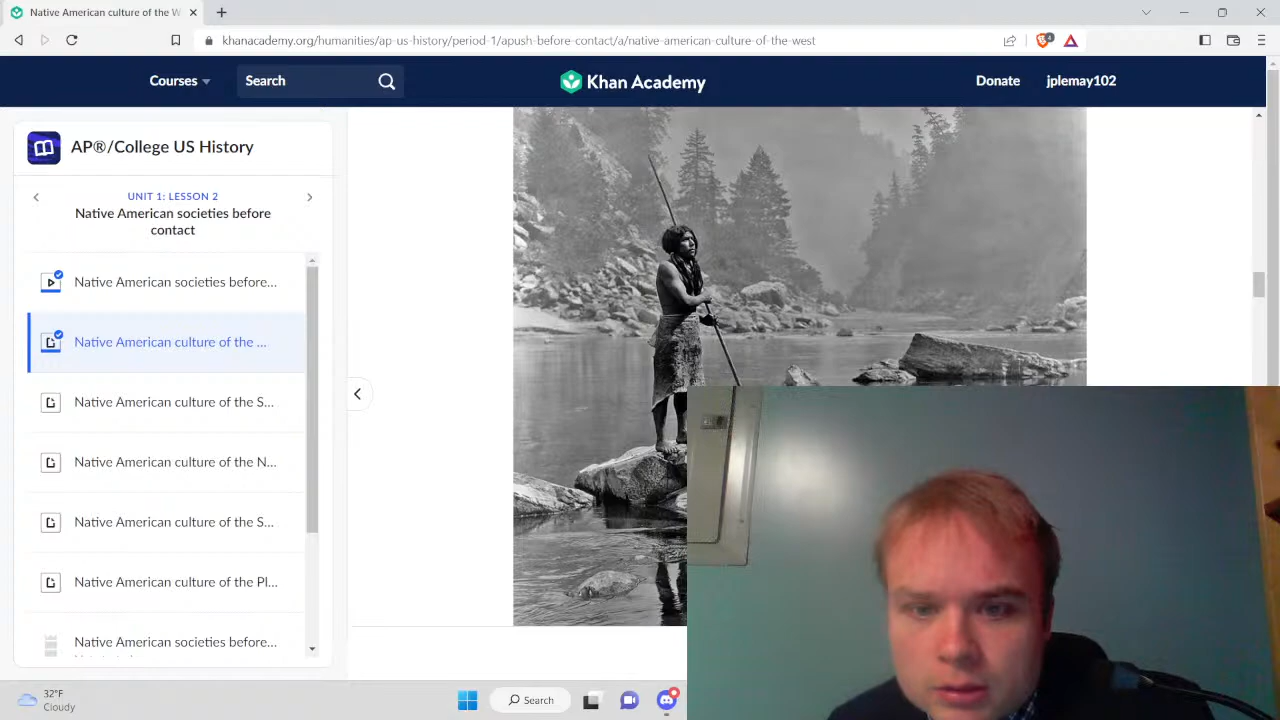 Native American culture of the W
khanacademy.org/humanities/ap-us-history/period-1/apush-before-contact/a/native-american-culture-of-the-west
4
Courses
Search
Khan Academy
Donate
jplemay102
AP®/College US History
UNIT 1: LESSON 2
Native American societies before
contact
Native American societies before...
Native American culture of the ...
Native American culture of the S...
Native American culture of the N...
Native American culture of the S...
Native American culture of the Pl...
Native American societies before...
32°F
Cloudy
Search